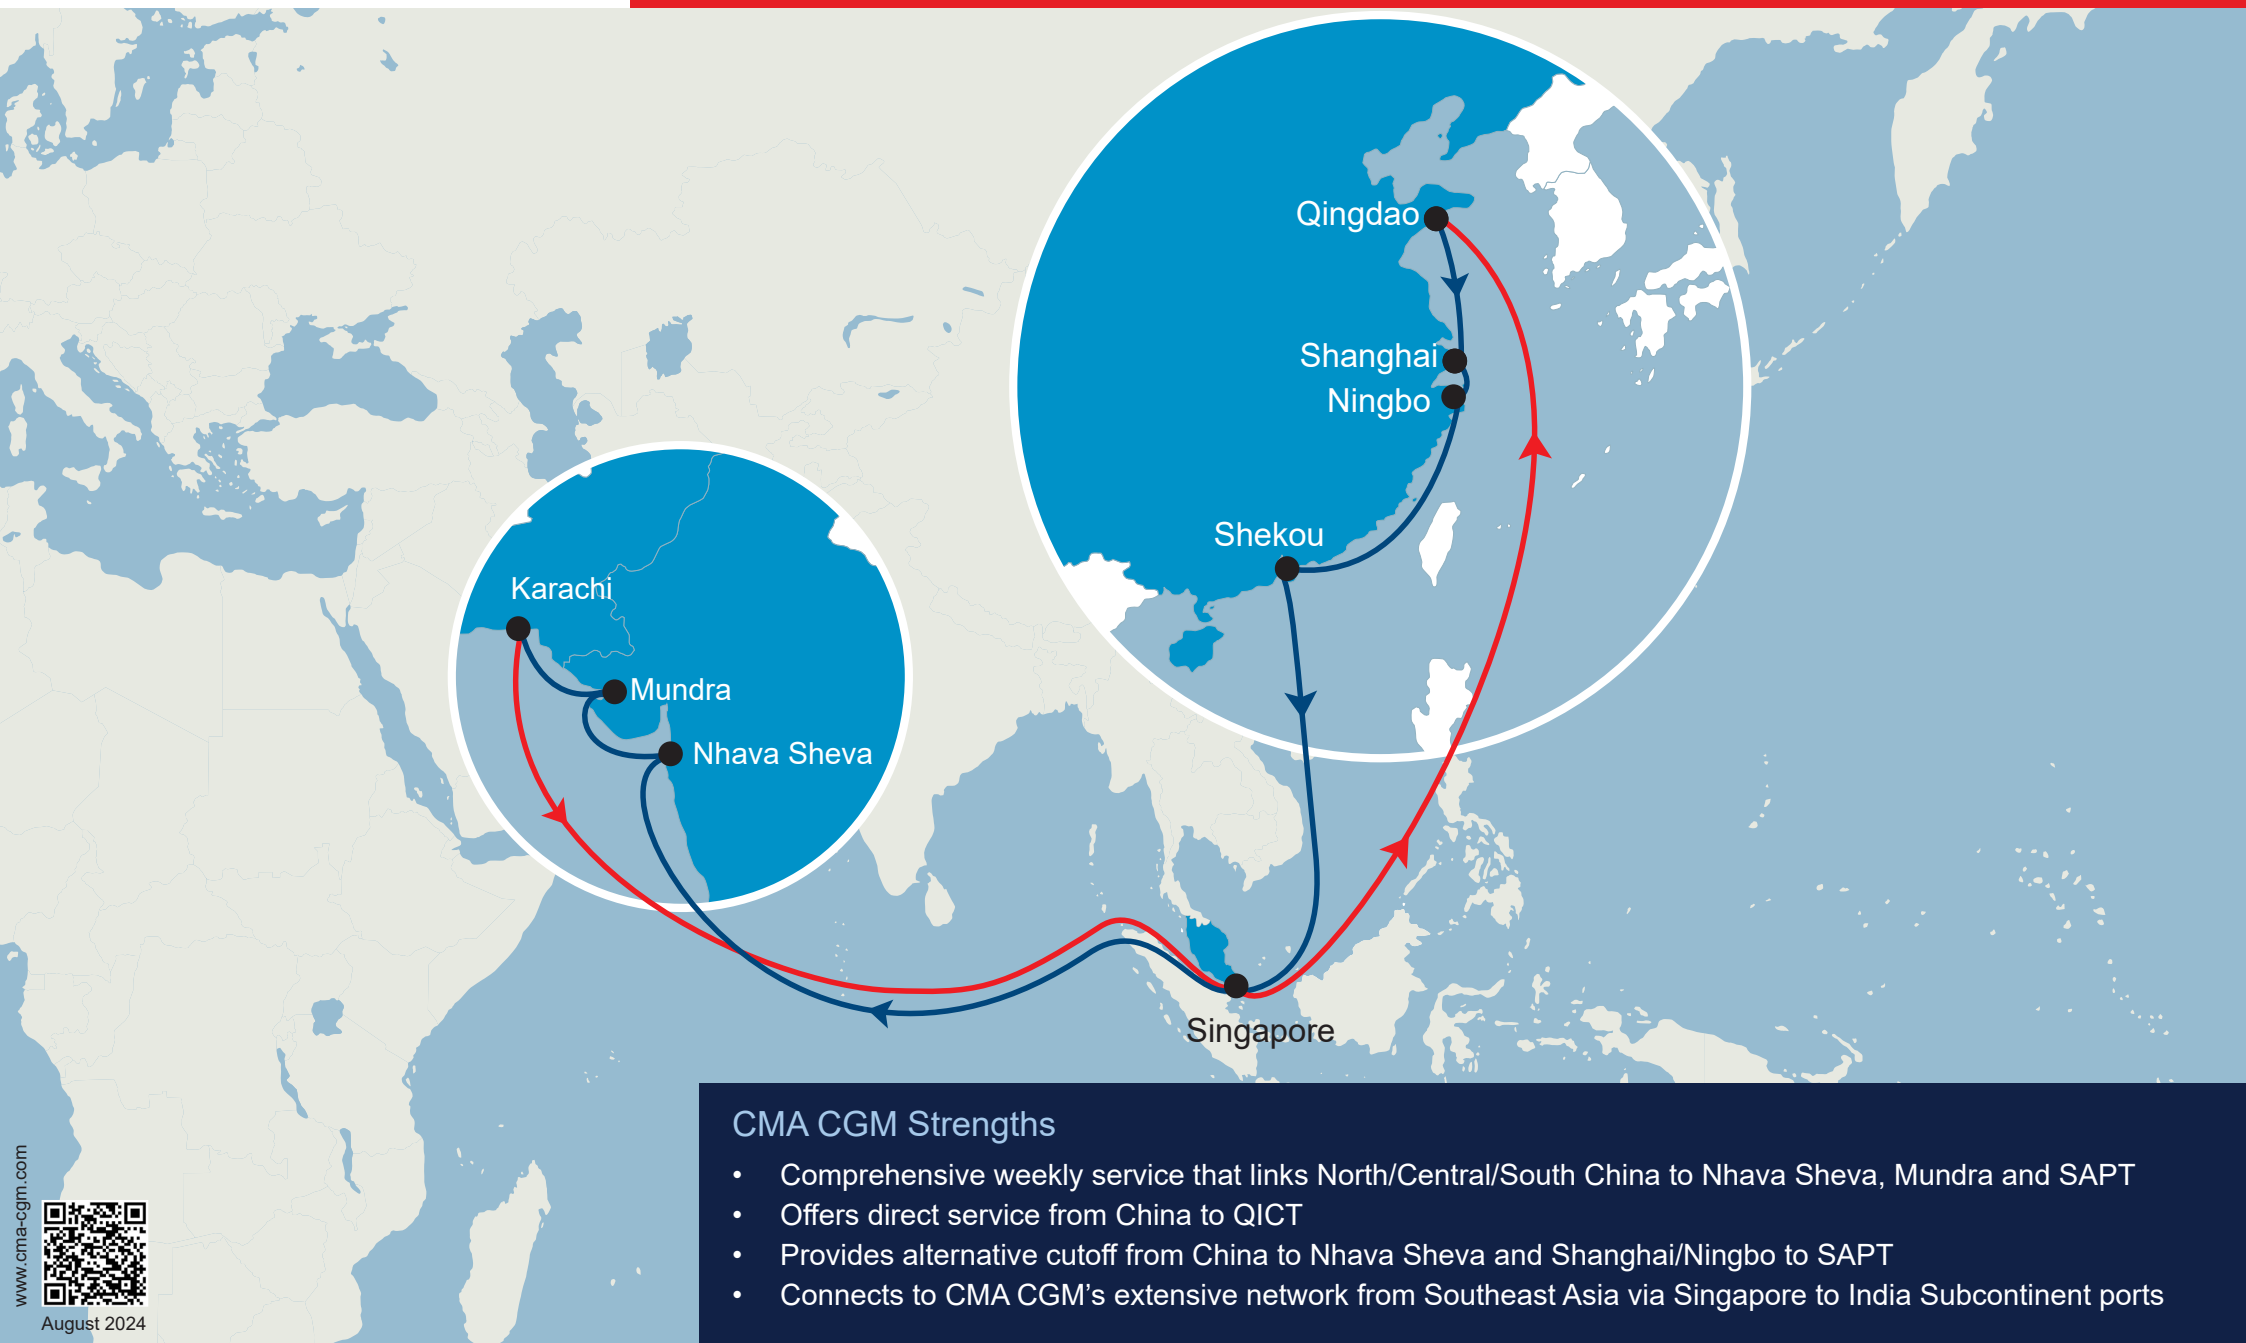 Qingdao
Shanghai
Ningbo
Shekou
Karachi
Mundra
Nhava Sheva
Singapore
CMA CGM Strengths
• Comprehensive weekly service that links North/Central/South China to Nhava Sheva, Mundra and SAPT
• Offers direct service from China to QICT
• Provides alternative cutoff from China to Nhava Sheva and Shanghai/Ningbo to SAPT
• Connects to CMA CGM’s extensive network from Southeast Asia via Singapore to India Subcontinent ports
www.cma-cgm.com
August 2024